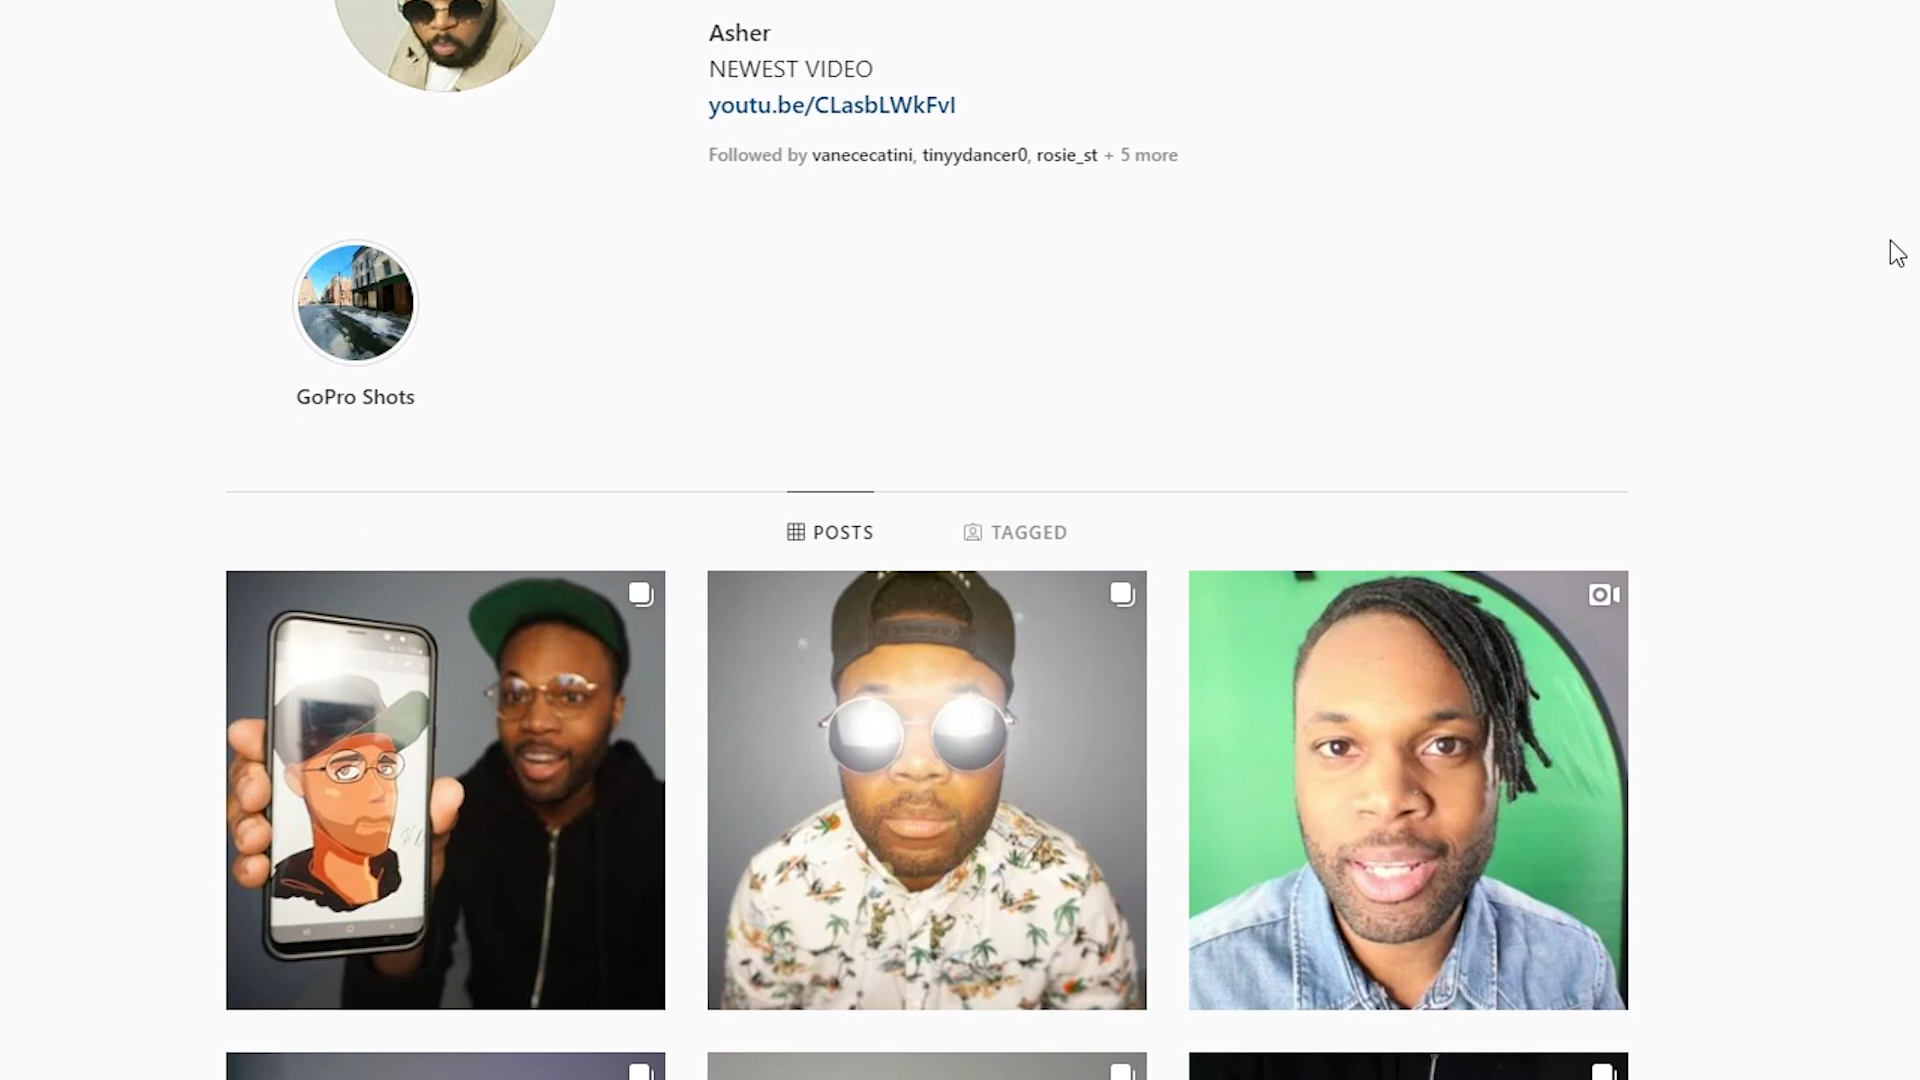 Asher
NEWEST VIDEO
youtu.be/CLasbLWkFvI
Followed by vanececatini, tinyydancer0, rosie_st + 5 more
GoPro Shots
POSTS
TAGGED